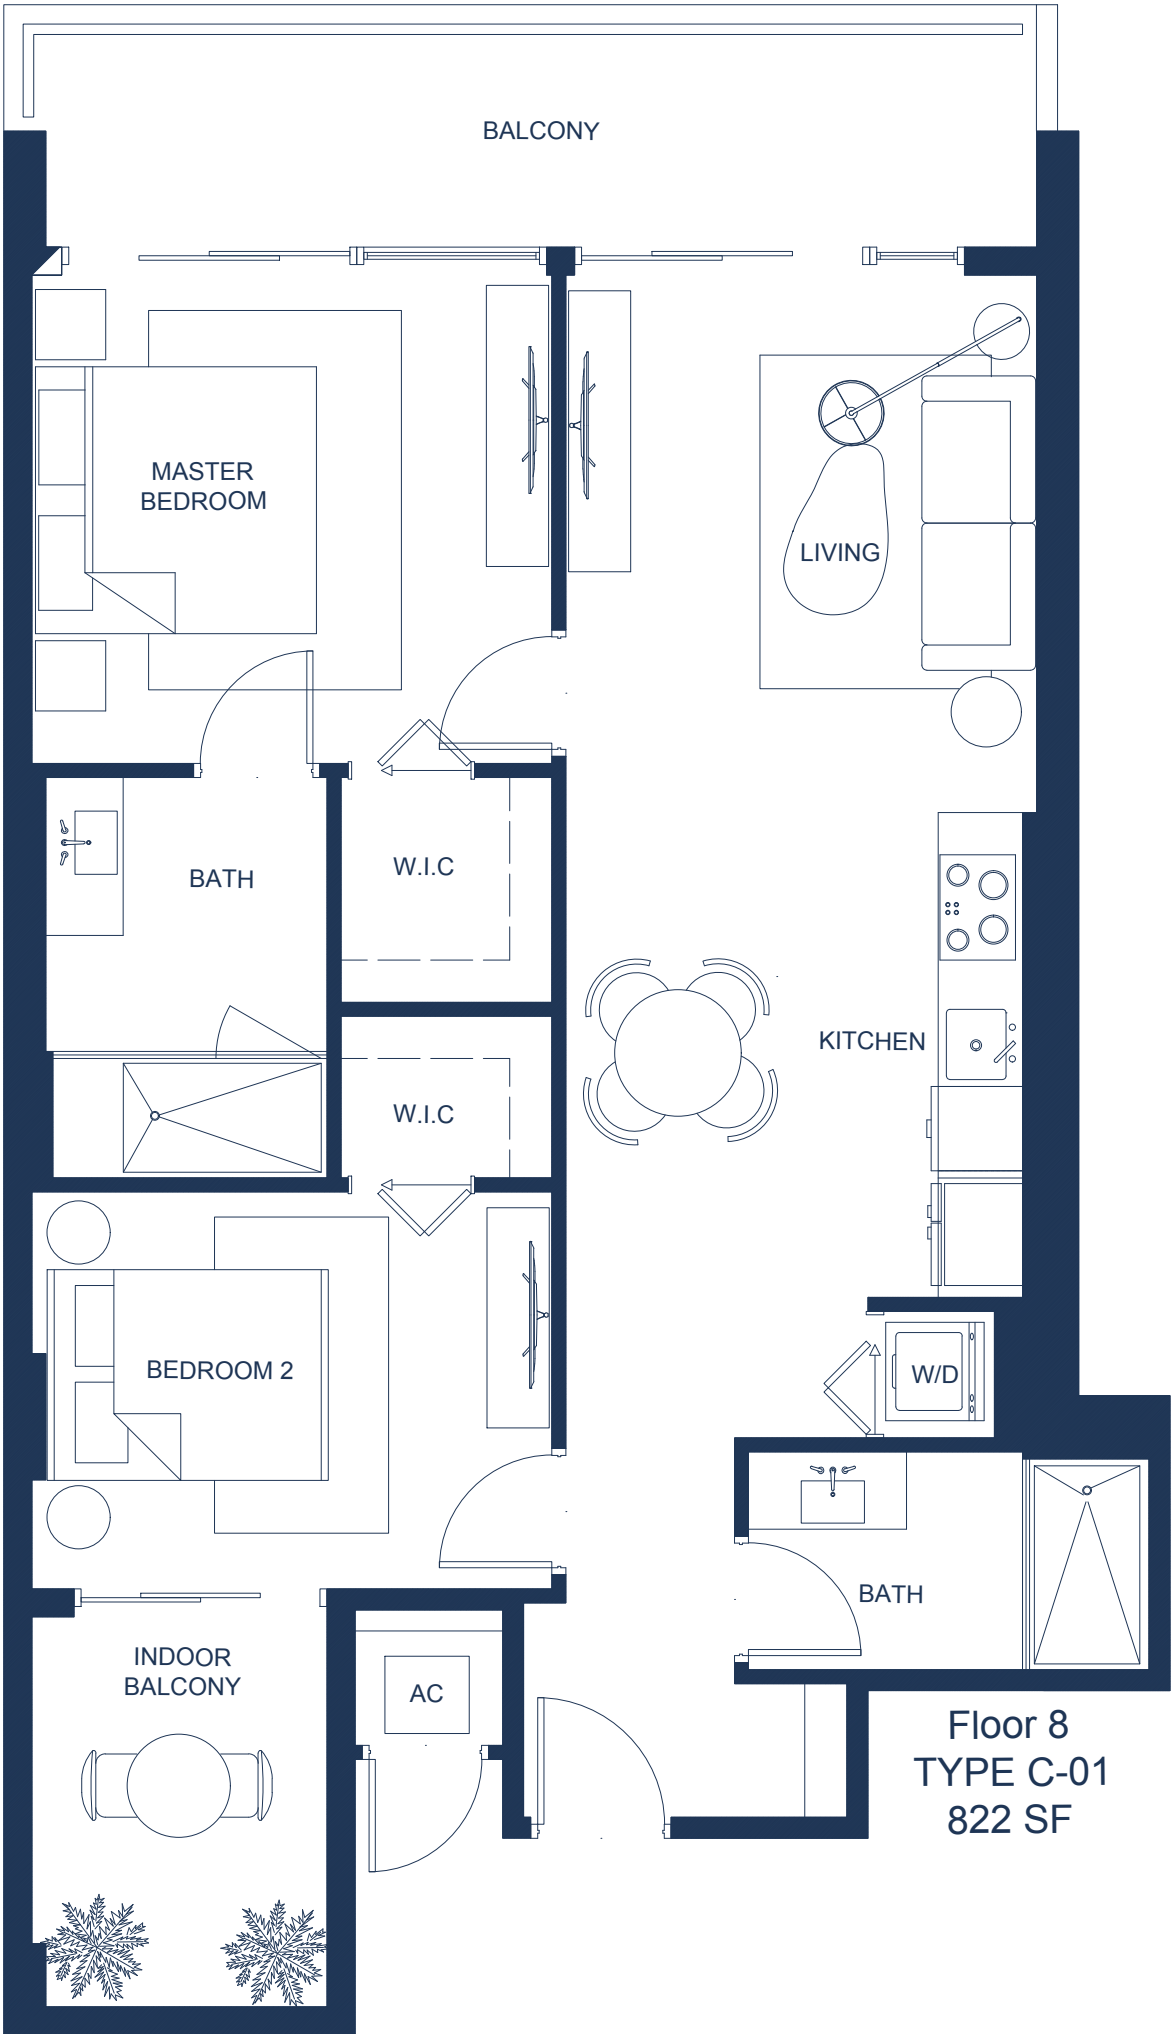 BALCONY
MASTER
BEDROOM
LIVING
BATH
W.I.C
KITCHEN
W.I.C
BEDROOM 2
W/D
BATH
INDOOR
BALCONY
AC
Floor 8
TYPE C-01
822 SF